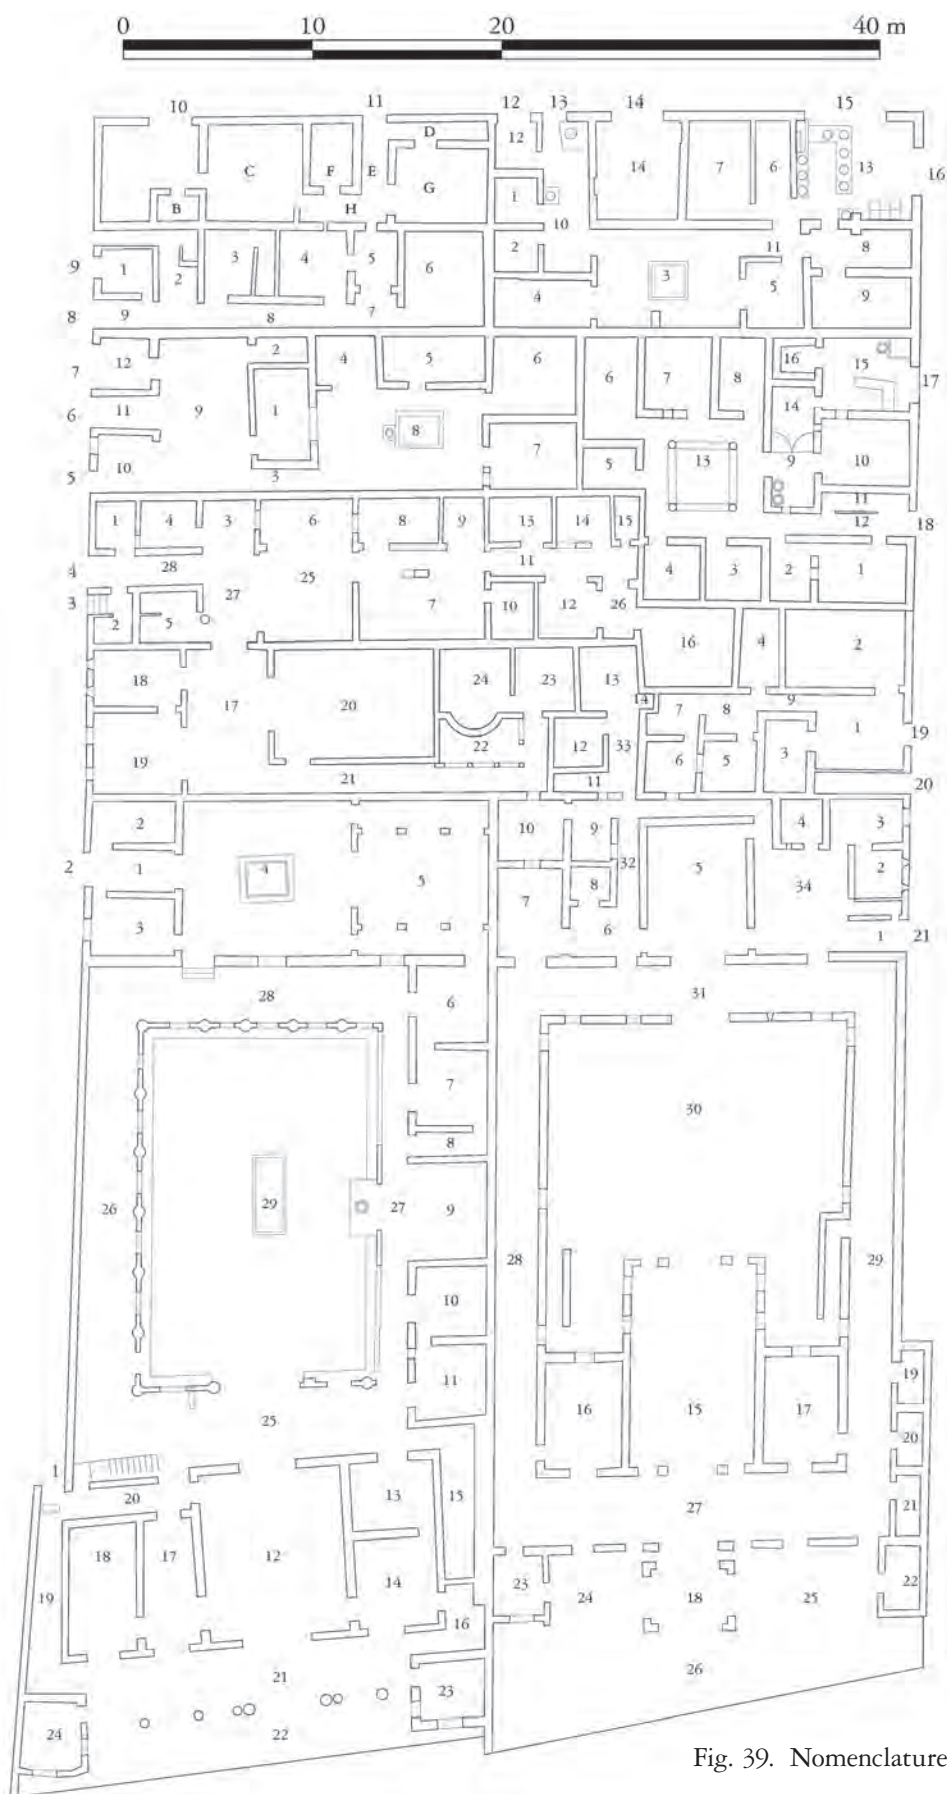 0 10 20 40 m
10 11 12 13 14 15
D
12
C F E 14 7 6 13
16
G 1
B H 10
2 11 8
9 1 2 3 4 5 6 3 5
4 9
8 9 8 7
2
7 12 4 5 6 6 7 8 16 15 17
14
6 11 9 1 8
7 13 9 10
5 10 3 5
11
1 4 3 6 8 9 13 14 15 12 18
4 28 11
3 27 25 7 10 12 26 4 3 2 1
2 5
16 4 2
18 24 23 13
17 20 14 7 8 9
22 12 33 1 19
19 6 5 3
21 11 20
2 10 9 4 3
2 1 4 5 32 5
8 34 2
3 7
6 1 21
28 6 31
7
30
8
26 29 27 9
28 29
10
11 19
16 15 17
25 20
1
20 13 15 27 21
18 17 12
14 23 22
19 24 18 25
16
21 26
23
24 22
Fig. 39. Nomenclature